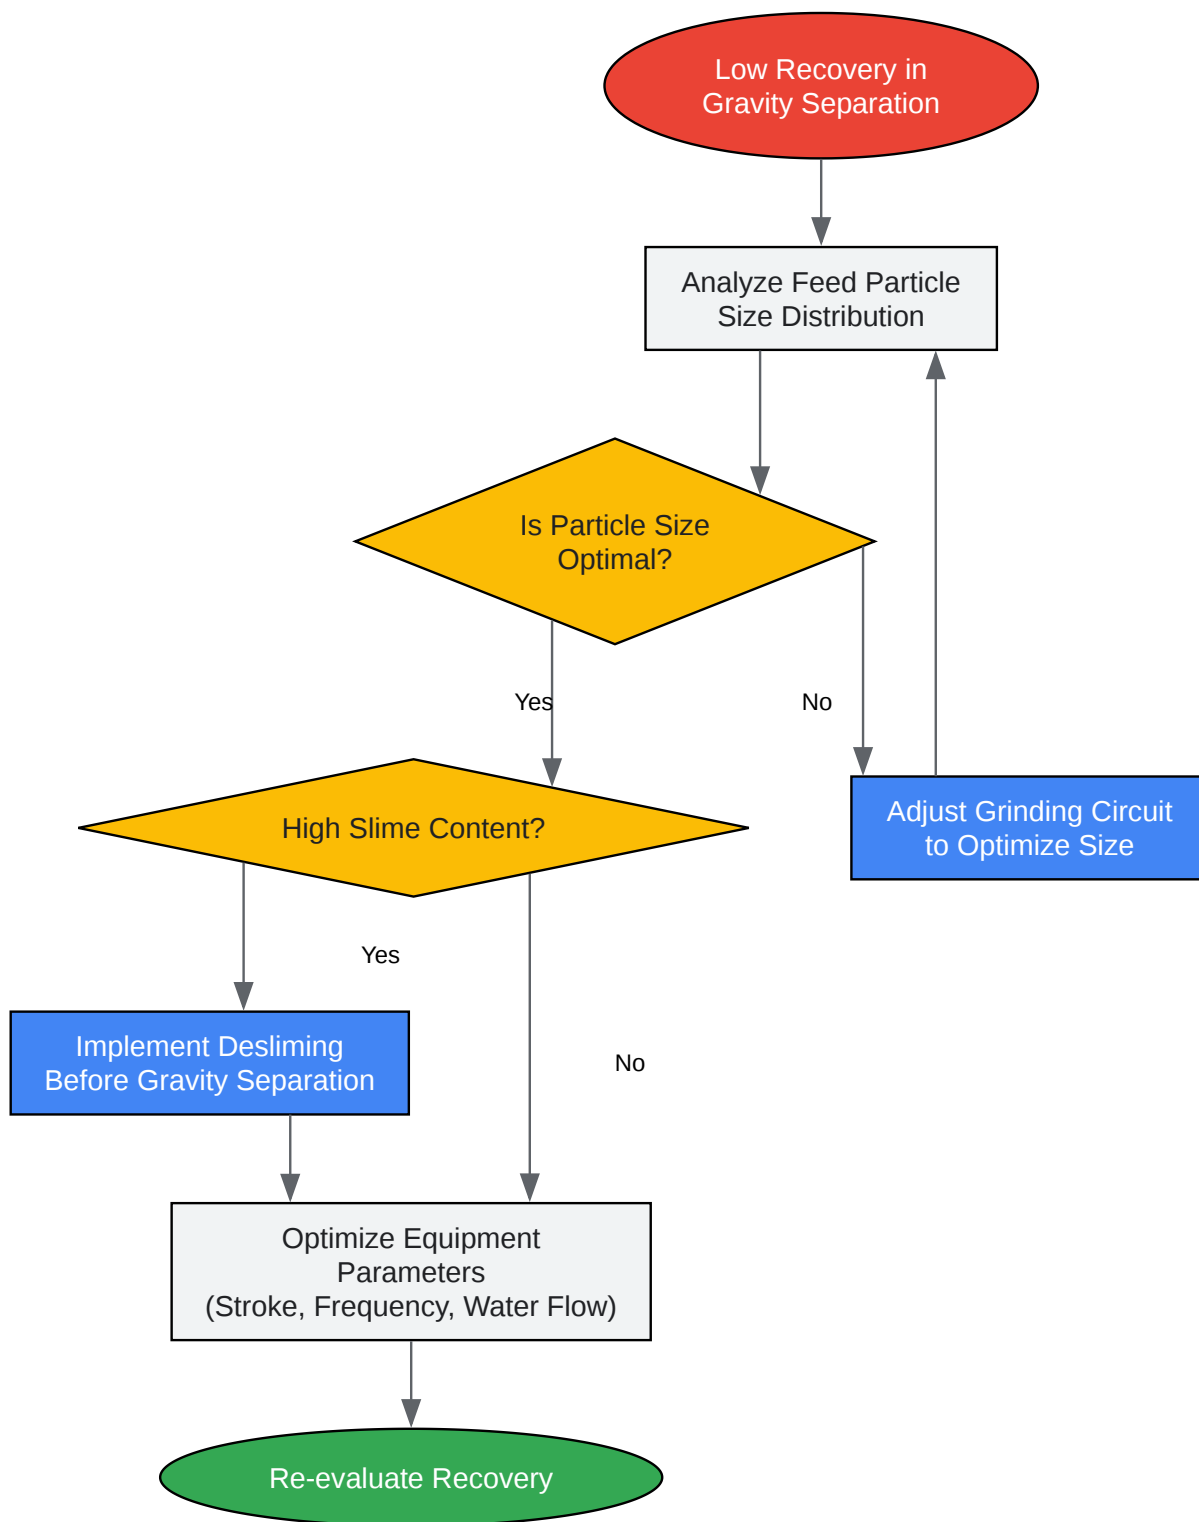 Low Recovery in
Gravity Separation
Analyze Feed Particle
Size Distribution
Is Particle Size
Optimal?
Yes
No
High Slime Content?
Adjust Grinding Circuit
to Optimize Size
Yes
Implement Desliming
Before Gravity Separation
No
Optimize Equipment
Parameters
(Stroke, Frequency, Water Flow)
Re-evaluate Recovery